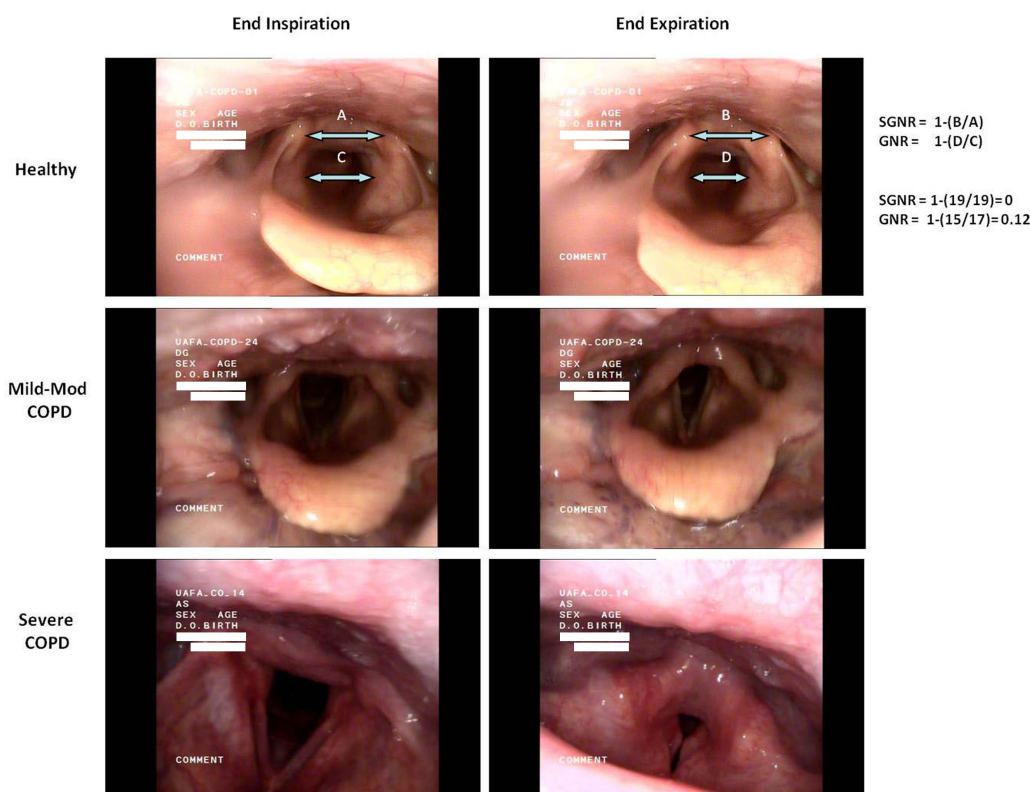 End Inspiration
End Expiration
Healthy
A-COPD-01
SEX AGE
D.O.BIRTH
COMMENT
A
C
SEX AGE
D.O.BIRTH
COMMENT
B
D
SGNR = 1-(B/A)
GNR = 1-(D/C)
SGNR = 1-(19/19)=0
GNR = 1-(15/17)=0.12
Mild-Mod
COPD
UAFA_COPD-24
DG
SEX AGE
D.O.BIRTH
COMMENT
UAFA_COPD-24
DG
SEX AGE
D.O.BIRTH
COMMENT
Severe
COPD
UAFA_CO_14
AS
SEX AGE
D.O.BIRTH
COMMENT
UAFA_CO_14
AS
SEX AGE
D.O.BIRTH
COMMENT